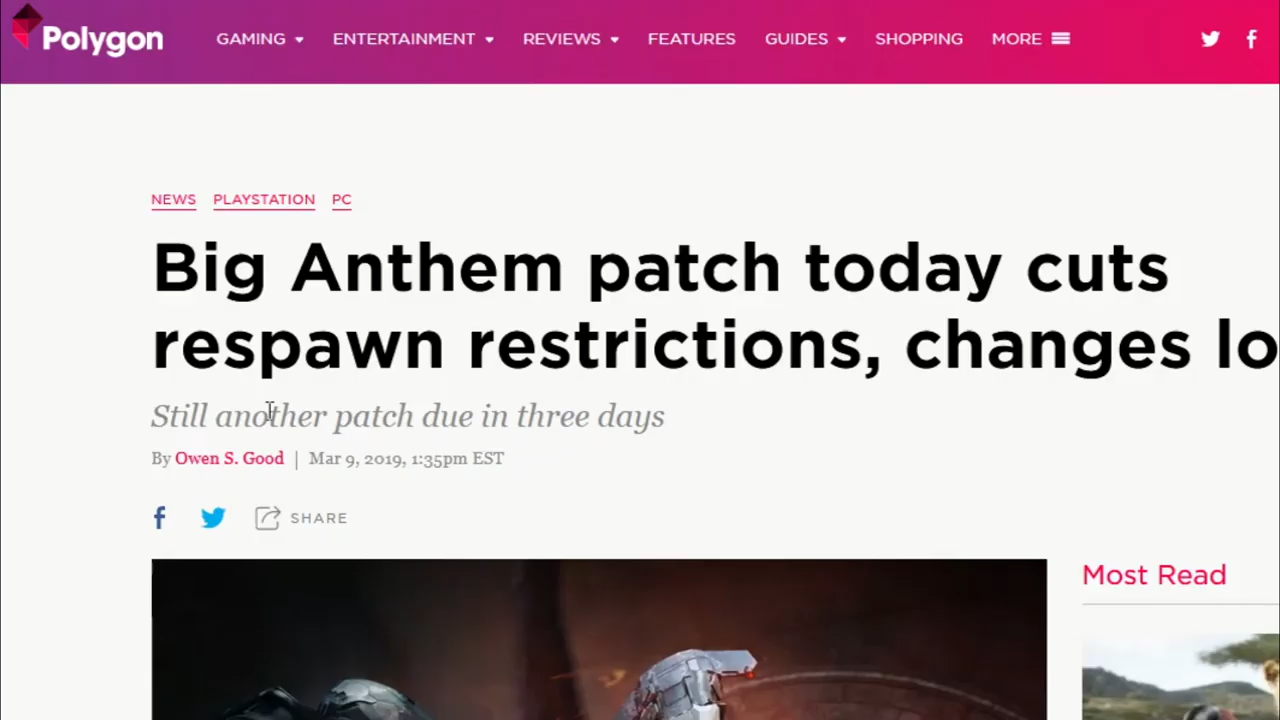 Polygon GAMING ENTERTAINMENT REVIEWS FEATURES GUIDES SHOPPING MORE
NEWS PLAYSTATION PC
Big Anthem patch today cuts
respawn restrictions, changes lo
Still another patch due in three days
By Owen S. Good | Mar 9, 2019, 1:35pm EST
SHARE
Most Read